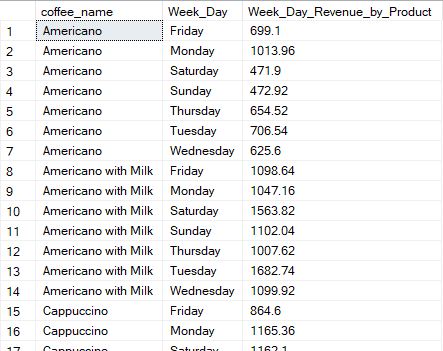 coffee_name Week_Day Week_Day_Revenue_by_Product
1 Americano Friday 699.1
2 Americano Monday 1013.96
3 Americano Saturday 471.9
4 Americano Sunday 472.92
5 Americano Thursday 654.52
6 Americano Tuesday 706.54
7 Americano Wednesday 625.6
8 Americano with Milk Friday 1098.64
9 Americano with Milk Monday 1047.16
10 Americano with Milk Saturday 1563.82
11 Americano with Milk Sunday 1102.04
12 Americano with Milk Thursday 1007.62
13 Americano with Milk Tuesday 1682.74
14 Americano with Milk Wednesday 1099.92
15 Cappuccino Friday 864.6
16 Cappuccino Monday 1165.36
17 Cappuccino Saturday 1162.1